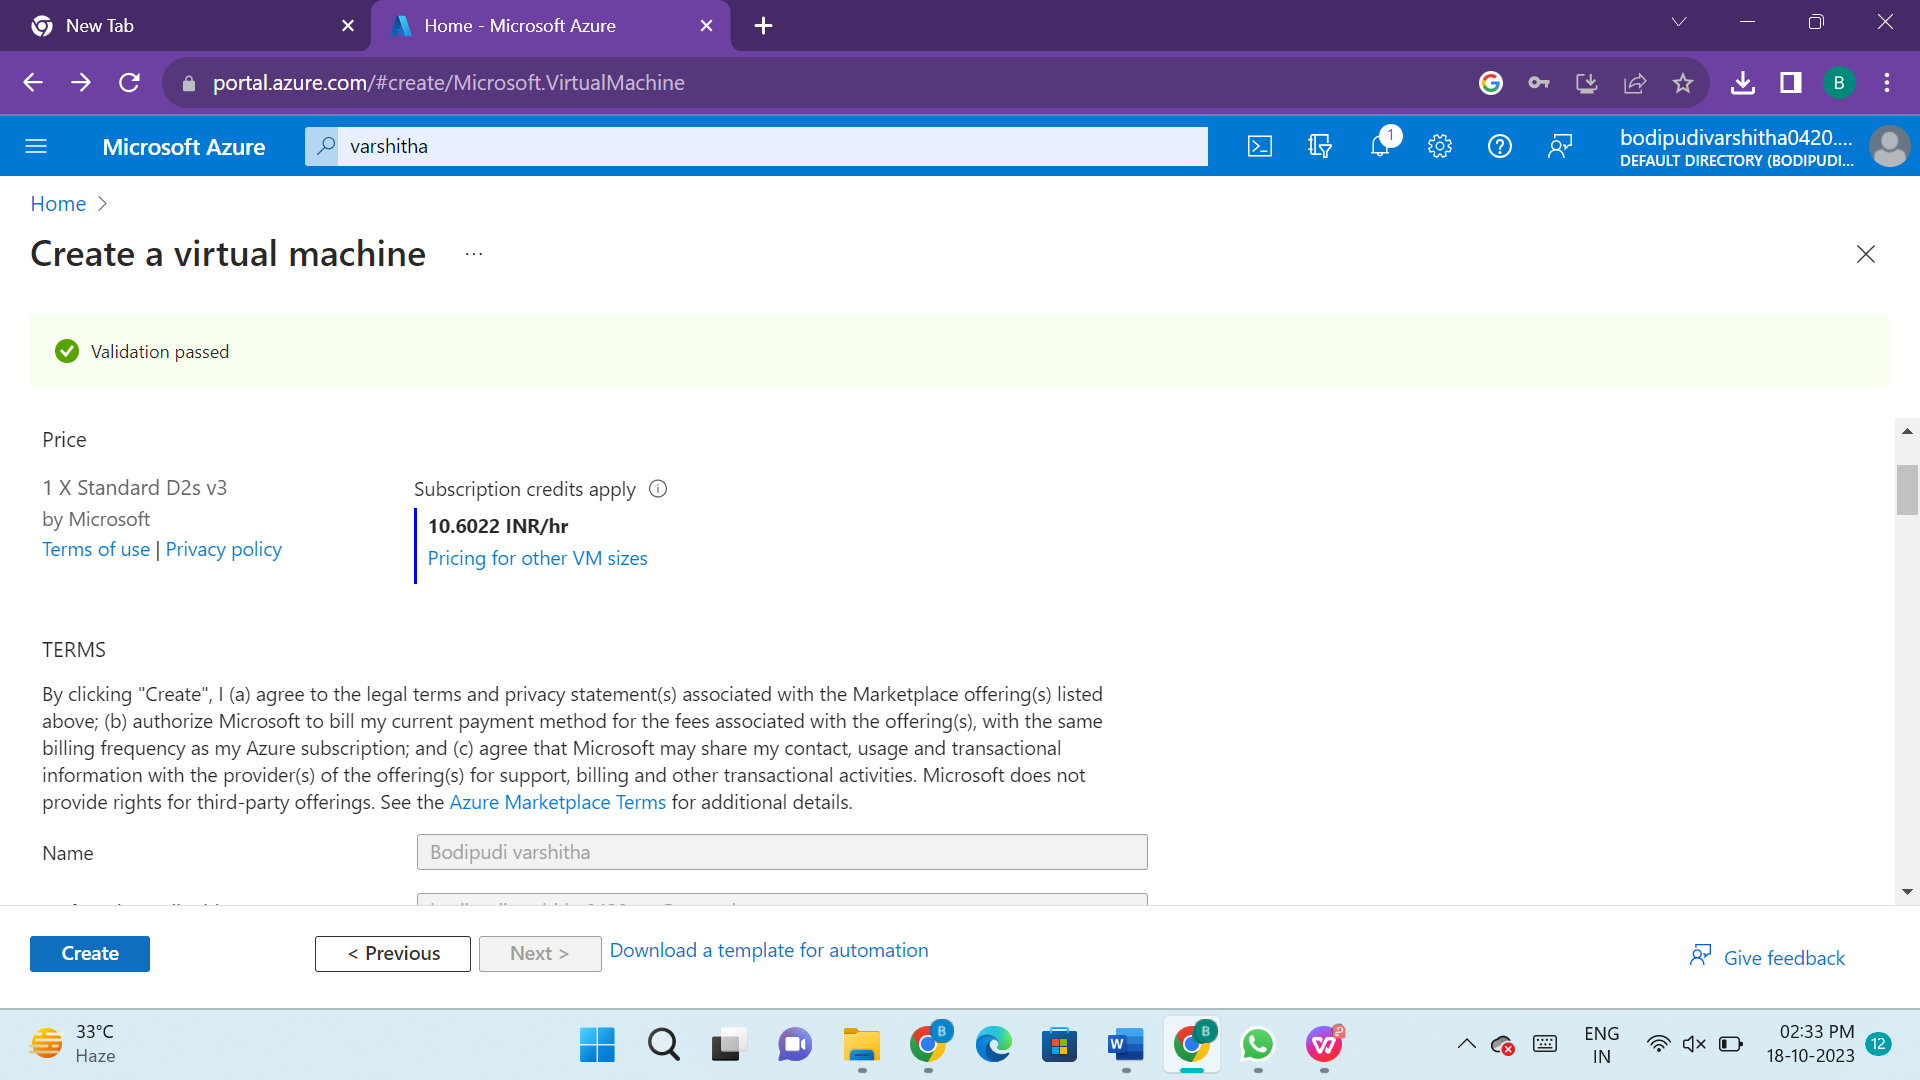 New Tab
Home - Microsoft Azure
portal.azure.com/#create/Microsoft.VirtualMachine
B
Microsoft Azure
varshitha
1
bodipudivarshitha0420....
DEFAULT DIRECTORY (BODIPUDI...
Home
Create a virtual machine
...
Validation passed
Price
1 X Standard D2s v3
by Microsoft
Terms of use | Privacy policy
Subscription credits apply
10.6022 INR/hr
Pricing for other VM sizes
TERMS
By clicking "Create", I (a) agree to the legal terms and privacy statement(s) associated with the Marketplace offering(s) listed
above; (b) authorize Microsoft to bill my current payment method for the fees associated with the offering(s), with the same
billing frequency as my Azure subscription; and (c) agree that Microsoft may share my contact, usage and transactional
information with the provider(s) of the offering(s) for support, billing and other transactional activities. Microsoft does not
provide rights for third-party offerings. See the Azure Marketplace Terms for additional details.
Name
Bodipudi varshitha
Create
< Previous
Next >
Download a template for automation
Give feedback
33°C
Haze
B
W
B
ENG
IN
02:33 PM
18-10-2023
12